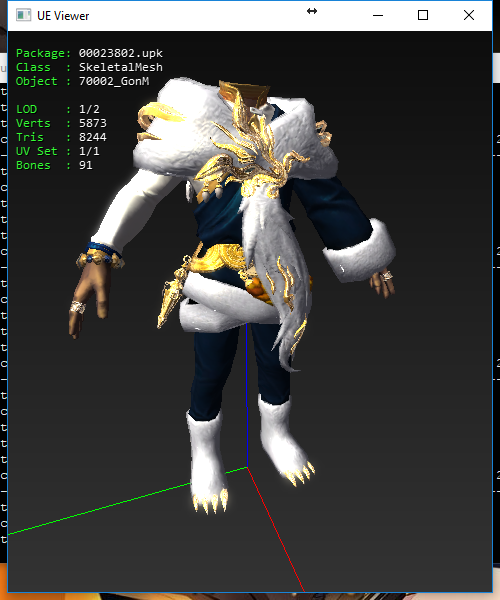 UE Viewer
Package: 00023802.upk
Class : SkeletalMesh
Object : 70002_GonM
LOD : 1/2
Verts : 5873
Tris : 8244
UV Set : 1/1
Bones : 91